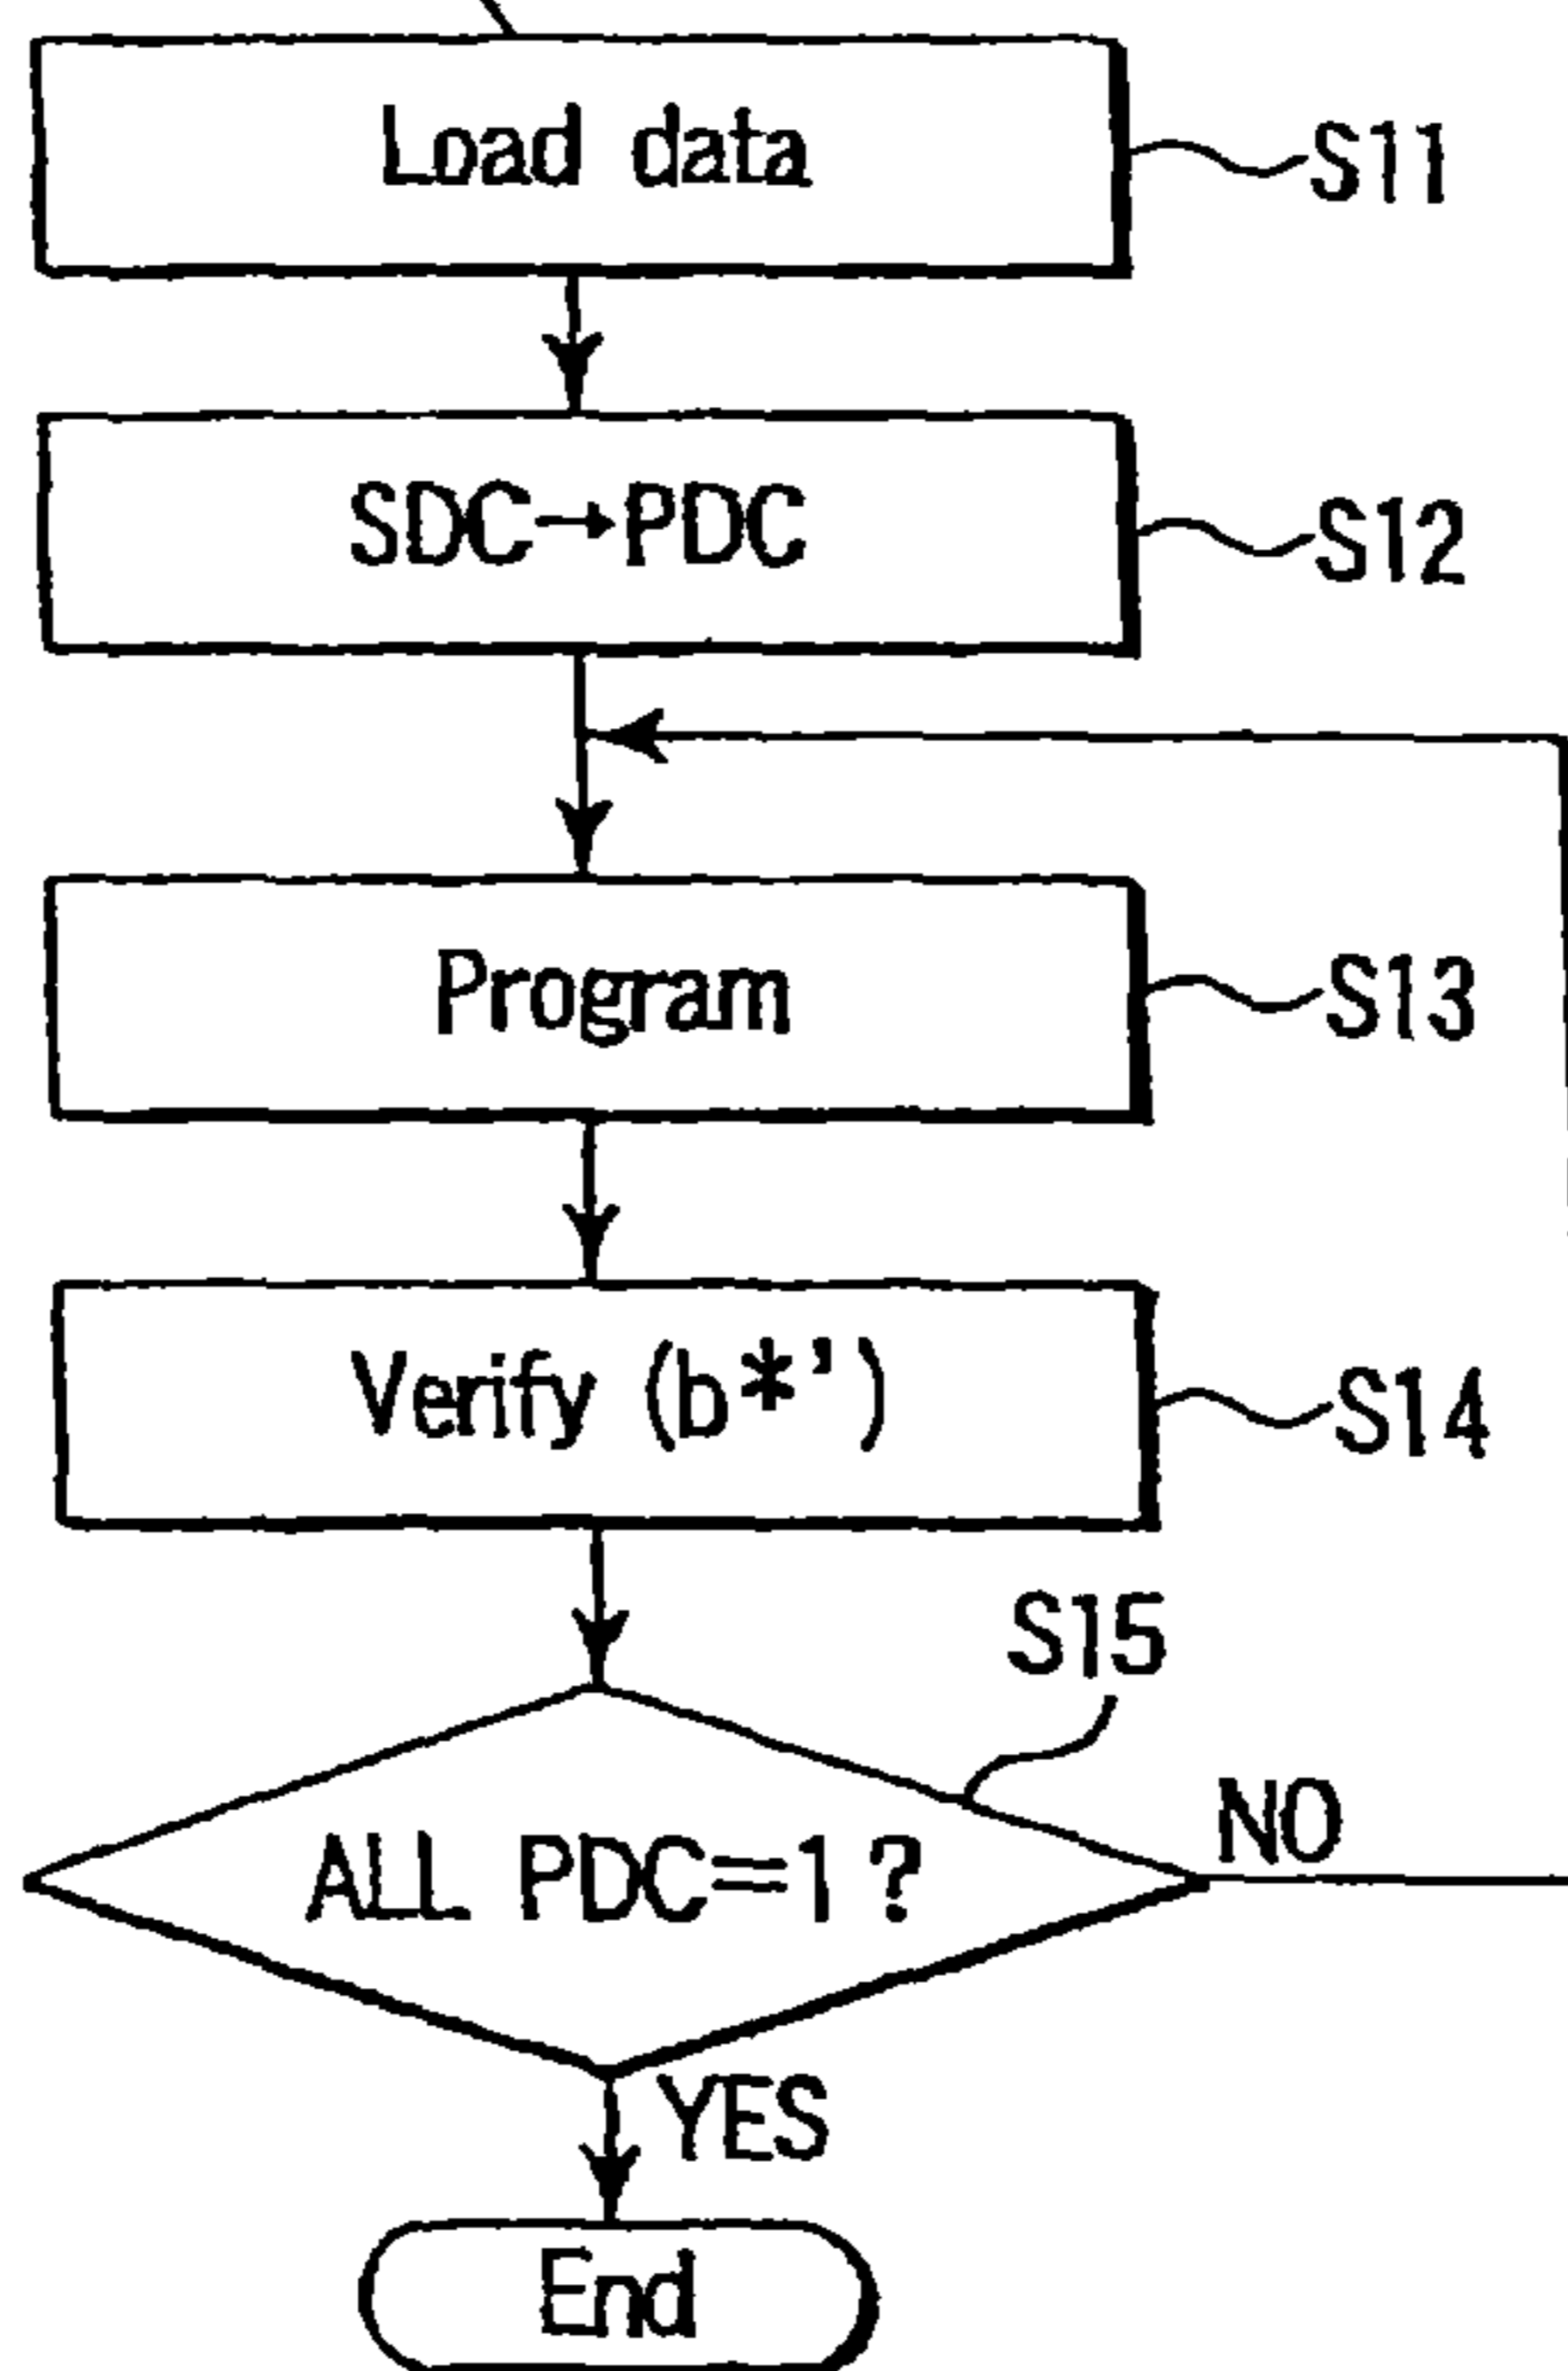 Load data
S11
SDC→PDC
S12
Program
S13
Verify (b*')
S14
S15
ALL PDC=1?
NO
YES
End